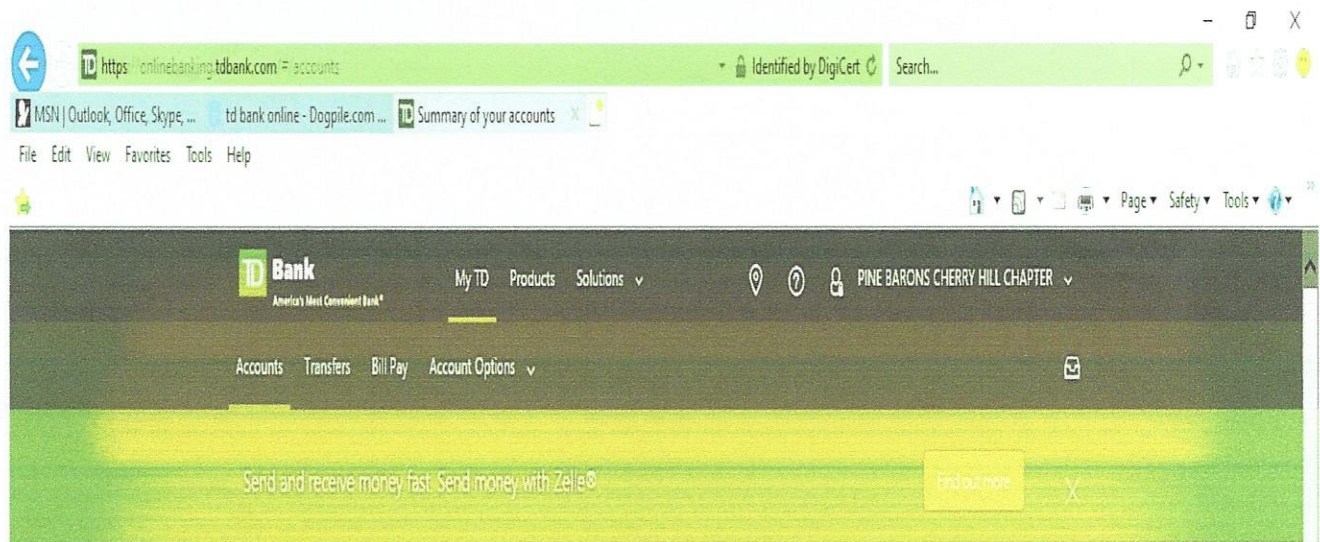 https://onlinebanking.tdbank.com/#/accounts Identified by DigiCert Search...
MSN | Outlook, Office, Skype, ... td bank online - Dogpile.com ... TD Summary of your accounts X
File Edit View Favorites Tools Help
Page Safety Tools
TD Bank
America's Most Convenient Bank®
My TD Products Solutions PINE BARONS CHERRY HILL CHAPTER
Accounts Transfers Bill Pay Account Options
Send and receive money fast. Send money with Zelle® Find out more X